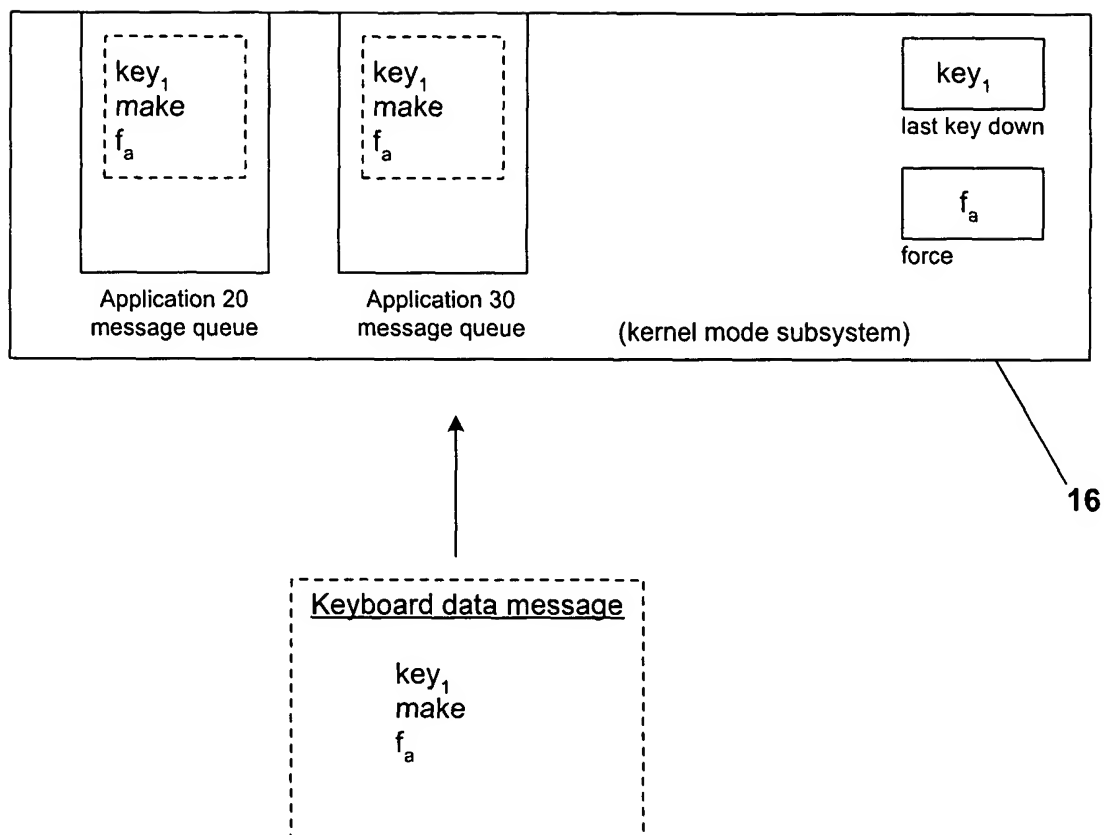 key₁
make
fₐ
Application 20
message queue
key₁
make
fₐ
Application 30
message queue
key₁
last key down
fₐ
force
(kernel mode subsystem)
16
Keyboard data message
key₁
make
fₐ